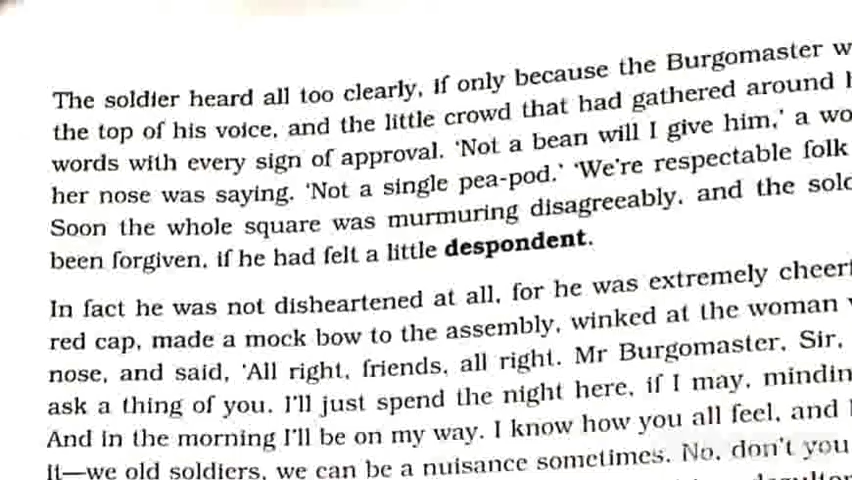 The soldier heard all too clearly, if only because the Burgomaster
the top of his voice, and the little crowd that had gathered around
words with every sign of approval. 'Not a bean will I give him,' a
her nose was saying. 'Not a single pea-pod.' 'We're respectable folk
Soon the whole square was murmuring disagreeably, and the
been forgiven, if he had felt a little despondent.
In fact he was not disheartened at all, for he was extremely
red cap, made a mock bow to the assembly, winked at the woman
nose, and said, 'All right, friends, all right. Mr Burgomaster, Sir,
ask a thing of you. I'll just spend the night here, if I may,
And in the morning I'll be on my way. I know how you all feel, and
it—we old soldiers, we can be a nuisance sometimes. No, don't you